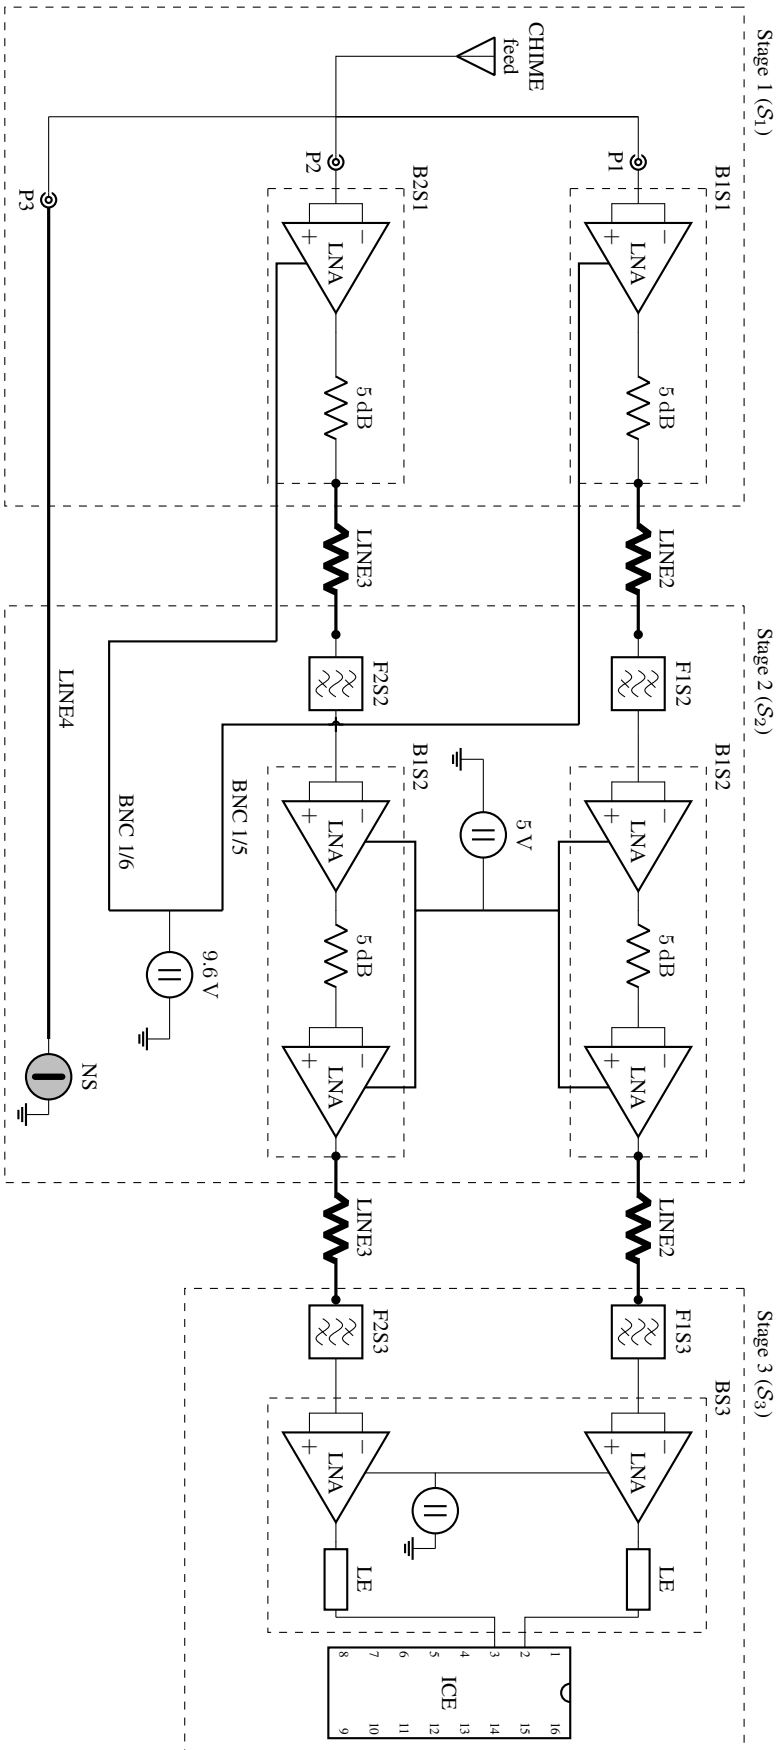 Stage 1 (𝒮₁)
CHIME
feed
P1
P2
P3
B1S1
−
+
LNA
5 dB
B2S1
−
+
LNA
5 dB
LINE2
LINE3
LINE4
Stage 2 (𝒮₂)
F1S2
F2S2
B1S2
−
+
LNA
5 dB
−
+
LNA
5 V
B1S2
−
+
LNA
5 dB
−
+
LNA
BNC 1/5
BNC 1/6
9.6 V
NS
LINE2
LINE3
Stage 3 (𝒮₃)
F1S3
F2S3
BS3
−
+
LNA
LE
−
+
LNA
LE
ICE
1
2
3
4
5
6
7
8
16
15
14
13
12
11
10
9